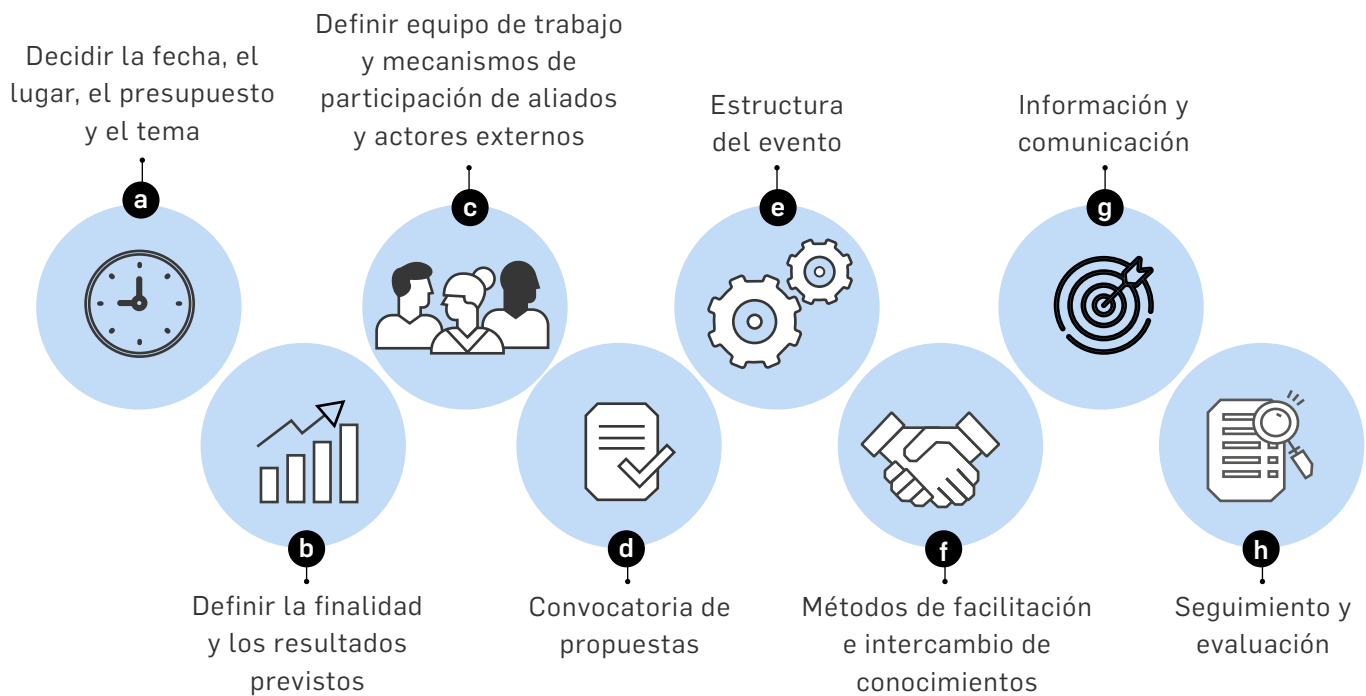 Decidir la fecha, el
lugar, el presupuesto
y el tema
a
b
Definir la finalidad
y los resultados
previstos
Definir equipo de trabajo
y mecanismos de
participación de aliados
y actores externos
c
d
Convocatoria de
propuestas
Estructura
del evento
e
f
Métodos de facilitación
e intercambio de
conocimientos
Información y
comunicación
g
h
Seguimiento y
evaluación